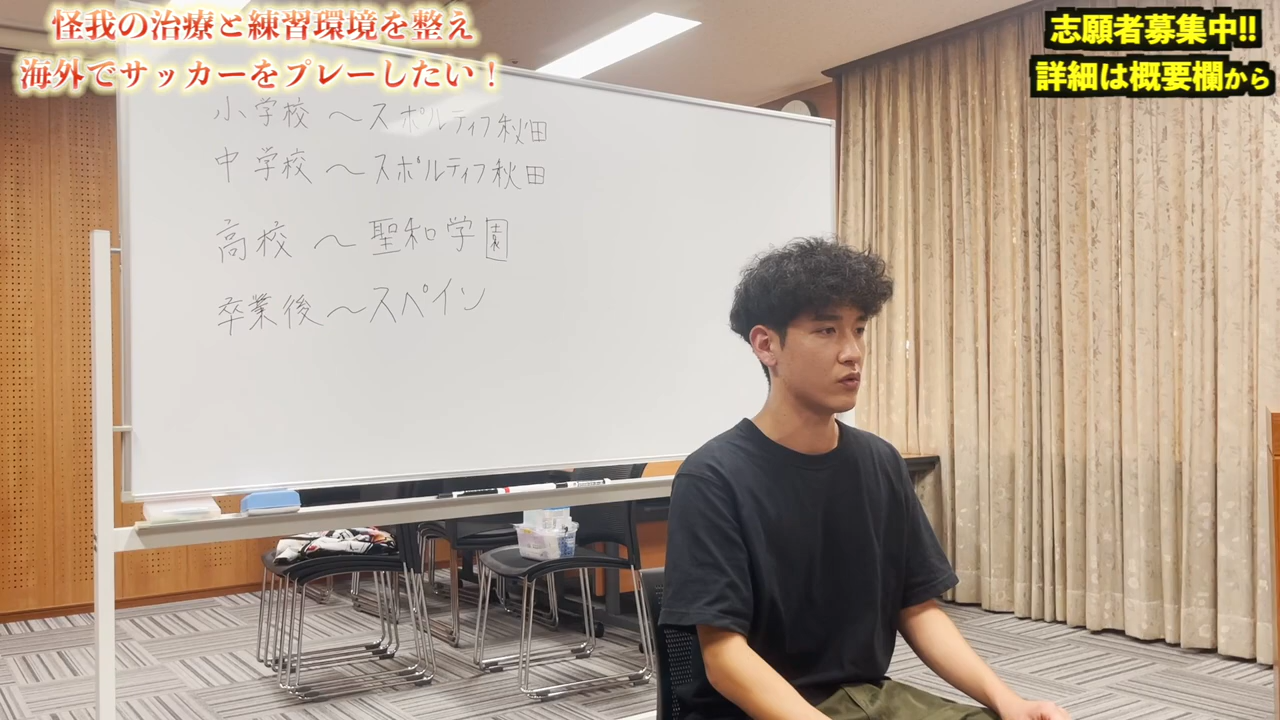 怪我の治療と練習環境を整え
海外でサッカーをプレーしたい！
志願者募集中!!
詳細は概要欄から
小学校 〜スポルティフ秋田
中学校 〜スポルティフ秋田
高校 〜 聖和学園
卒業後〜スペイン